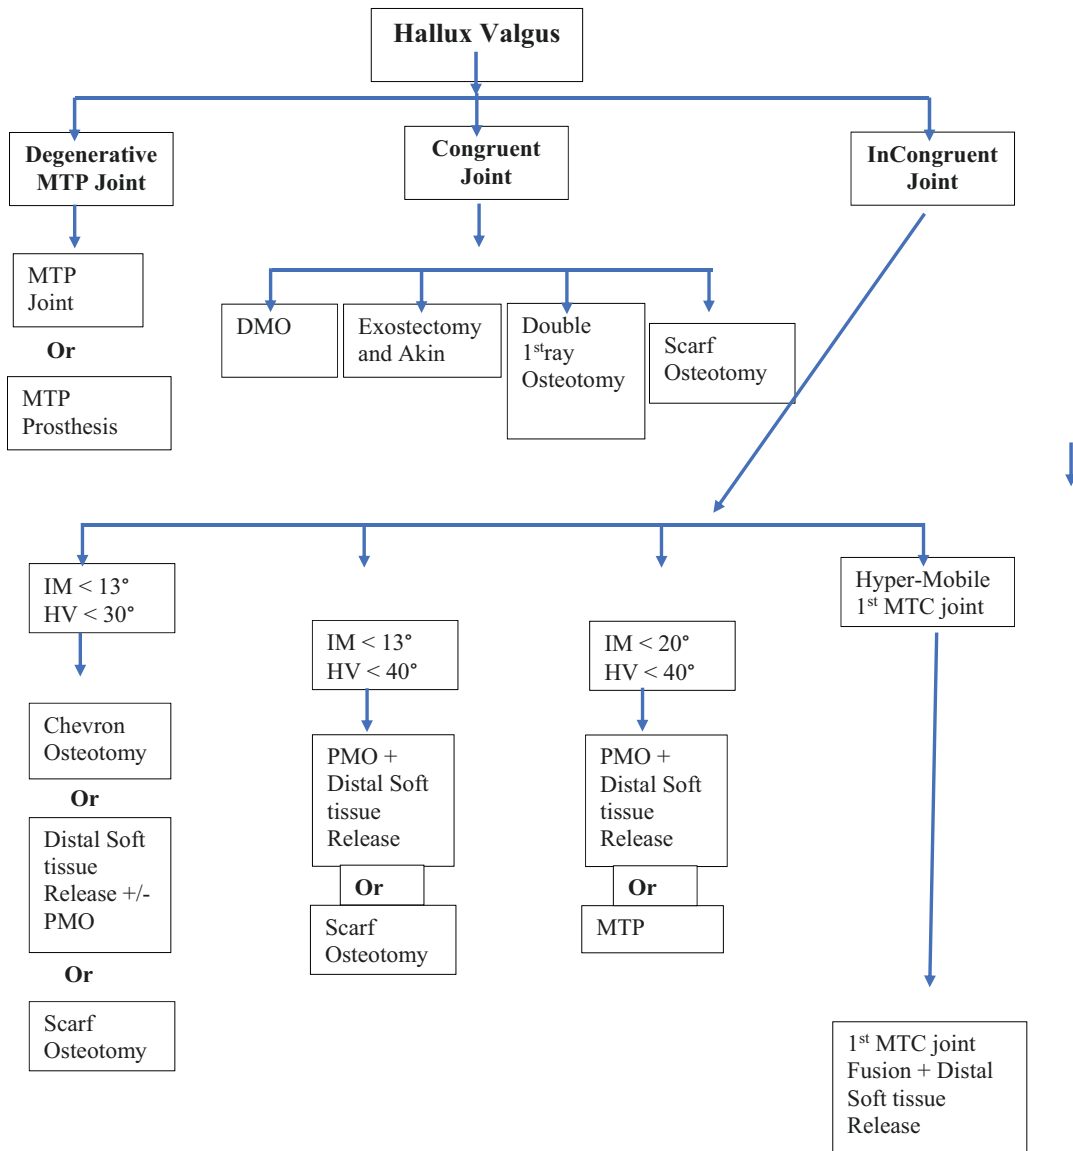 Hallux Valgus
Degenerative
MTP Joint
Congruent
Joint
InCongruent
Joint
MTP
Joint
Or
MTP
Prosthesis
DMO
Exostectomy
and Akin
Double
1st ray
Osteotomy
Scarf
Osteotomy
IM < 13°
HV < 30°
Chevron
Osteotomy
Or
Distal Soft
tissue
Release +/-
PMO
Or
Scarf
Osteotomy
IM < 13°
HV < 40°
PMO +
Distal Soft
tissue
Release
Or
Scarf
Osteotomy
IM < 20°
HV < 40°
PMO +
Distal Soft
tissue
Release
Or
MTP
Hyper-Mobile
1st MTC joint
1st MTC joint
Fusion + Distal
Soft tissue
Release